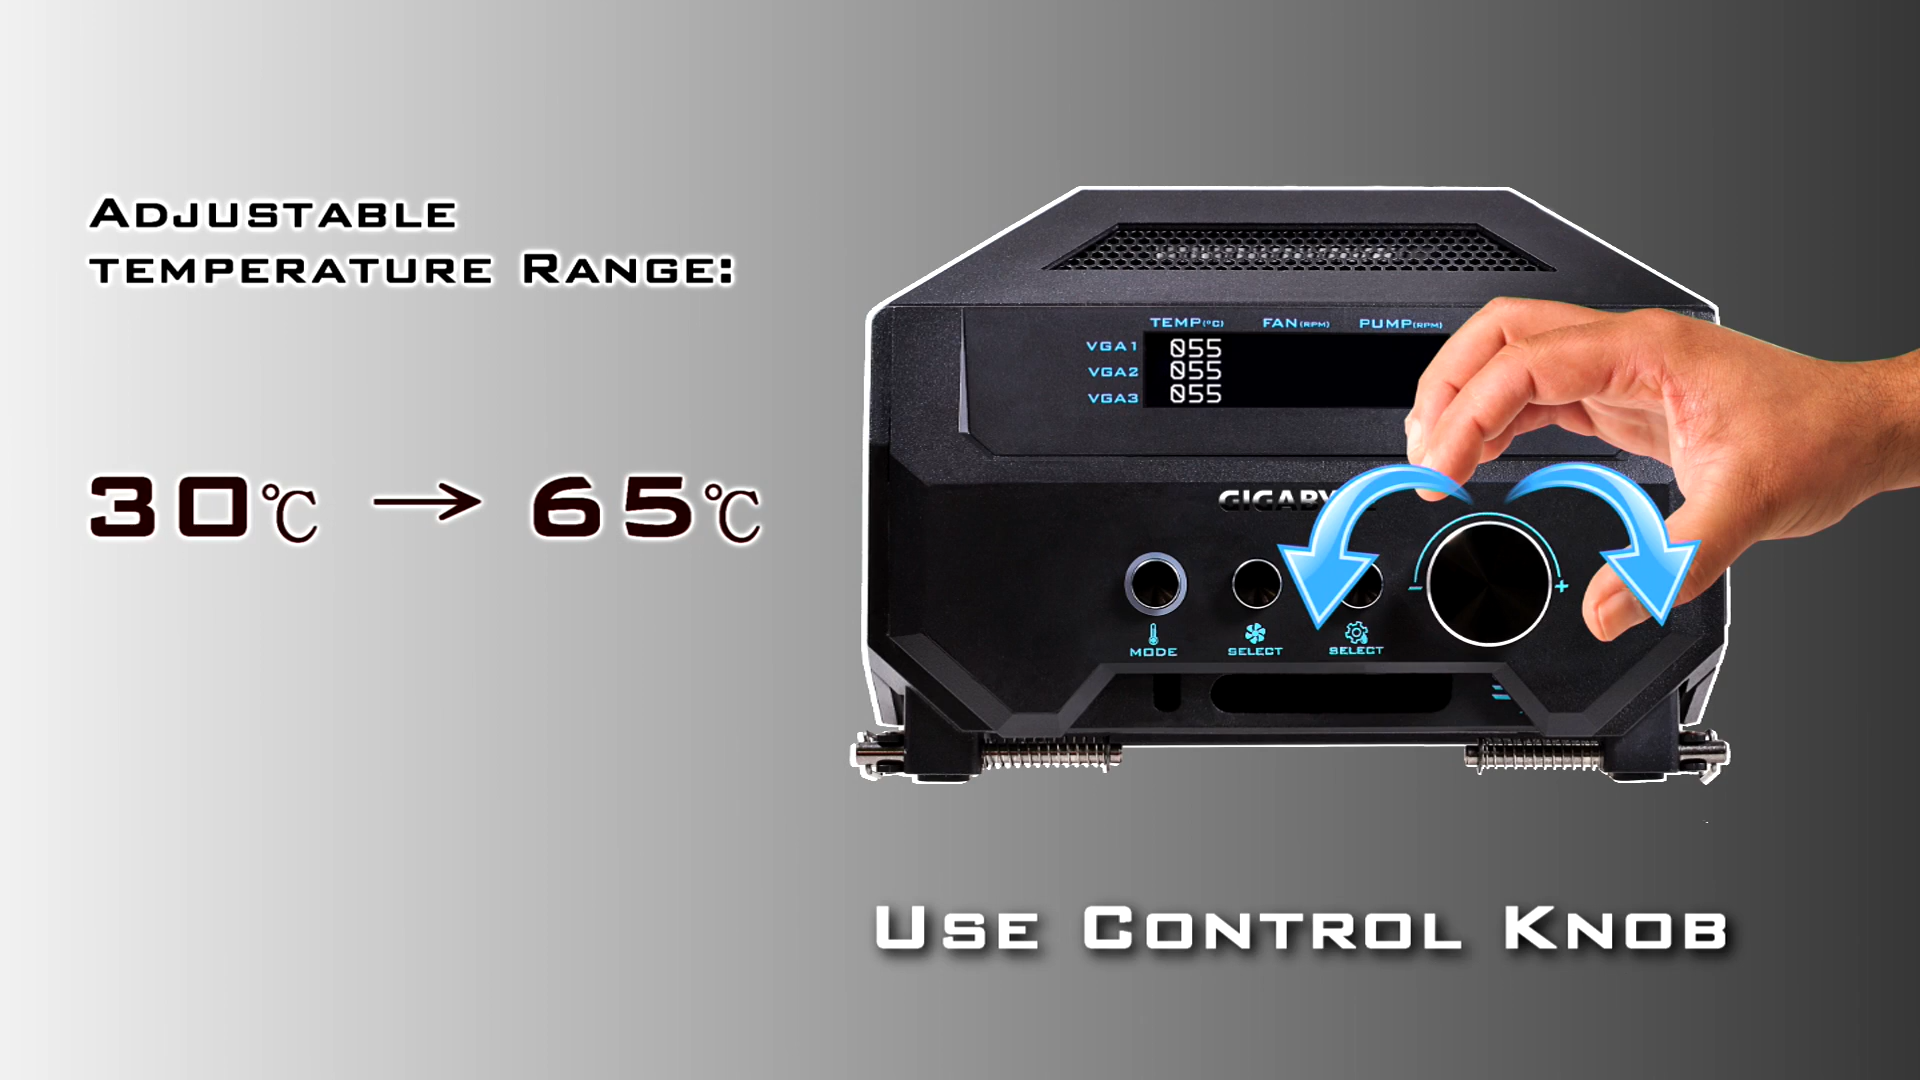 ADJUSTABLE
TEMPERATURE RANGE:
30℃ → 65℃
TEMP(°C) FAN(RPM) PUMP(RPM)
VGA1 055
VGA2 055
VGA3 055
- +
MODE SELECT SELECT
USE CONTROL KNOB